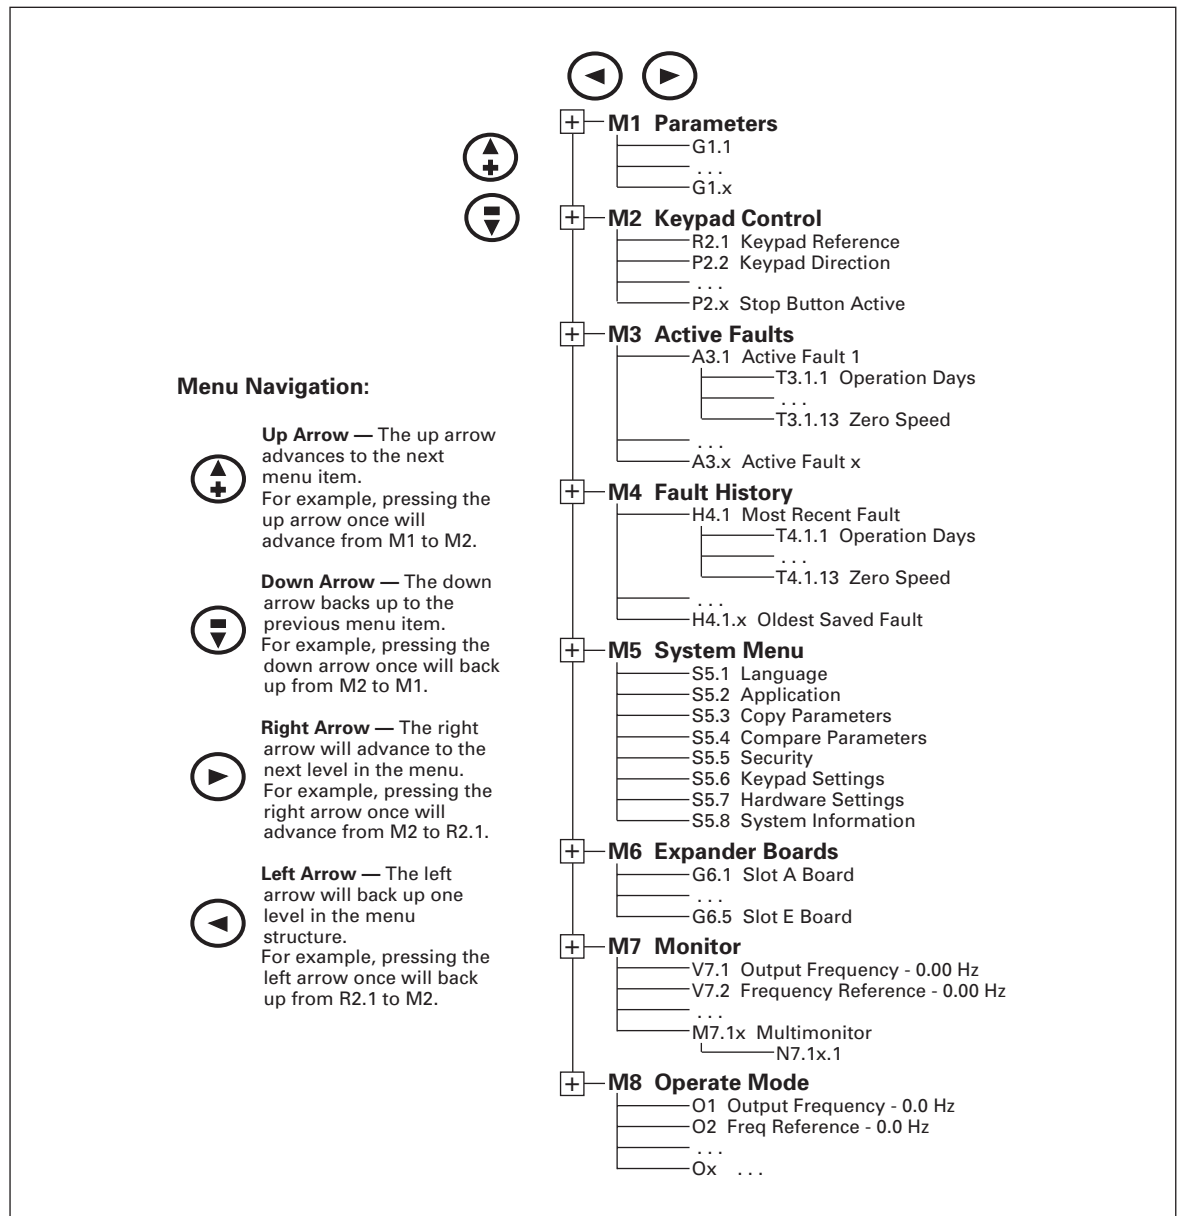 M1 Parameters
G1.1
. . .
G1.x
M2 Keypad Control
R2.1 Keypad Reference
P2.2 Keypad Direction
. . .
P2.x Stop Button Active
M3 Active Faults
A3.1 Active Fault 1
T3.1.1 Operation Days
. . .
T3.1.13 Zero Speed
. . .
A3.x Active Fault x
M4 Fault History
H4.1 Most Recent Fault
T4.1.1 Operation Days
. . .
T4.1.13 Zero Speed
. . .
H4.1.x Oldest Saved Fault
M5 System Menu
S5.1 Language
S5.2 Application
S5.3 Copy Parameters
S5.4 Compare Parameters
S5.5 Security
S5.6 Keypad Settings
S5.7 Hardware Settings
S5.8 System Information
M6 Expander Boards
G6.1 Slot A Board
. . .
G6.5 Slot E Board
M7 Monitor
V7.1 Output Frequency - 0.00 Hz
V7.2 Frequency Reference - 0.00 Hz
. . .
M7.1x Multimonitor
N7.1x.1
M8 Operate Mode
O1 Output Frequency - 0.0 Hz
O2 Freq Reference - 0.0 Hz
. . .
Ox . . .
Menu Navigation:
Up Arrow — The up arrow
advances to the next
menu item.
For example, pressing the
up arrow once will
advance from M1 to M2.
Down Arrow — The down
arrow backs up to the
previous menu item.
For example, pressing the
down arrow once will back
up from M2 to M1.
Right Arrow — The right
arrow will advance to the
next level in the menu.
For example, pressing the
right arrow once will
advance from M2 to R2.1.
Left Arrow — The left
arrow will back up one
level in the menu
structure.
For example, pressing the
left arrow once will back
up from R2.1 to M2.